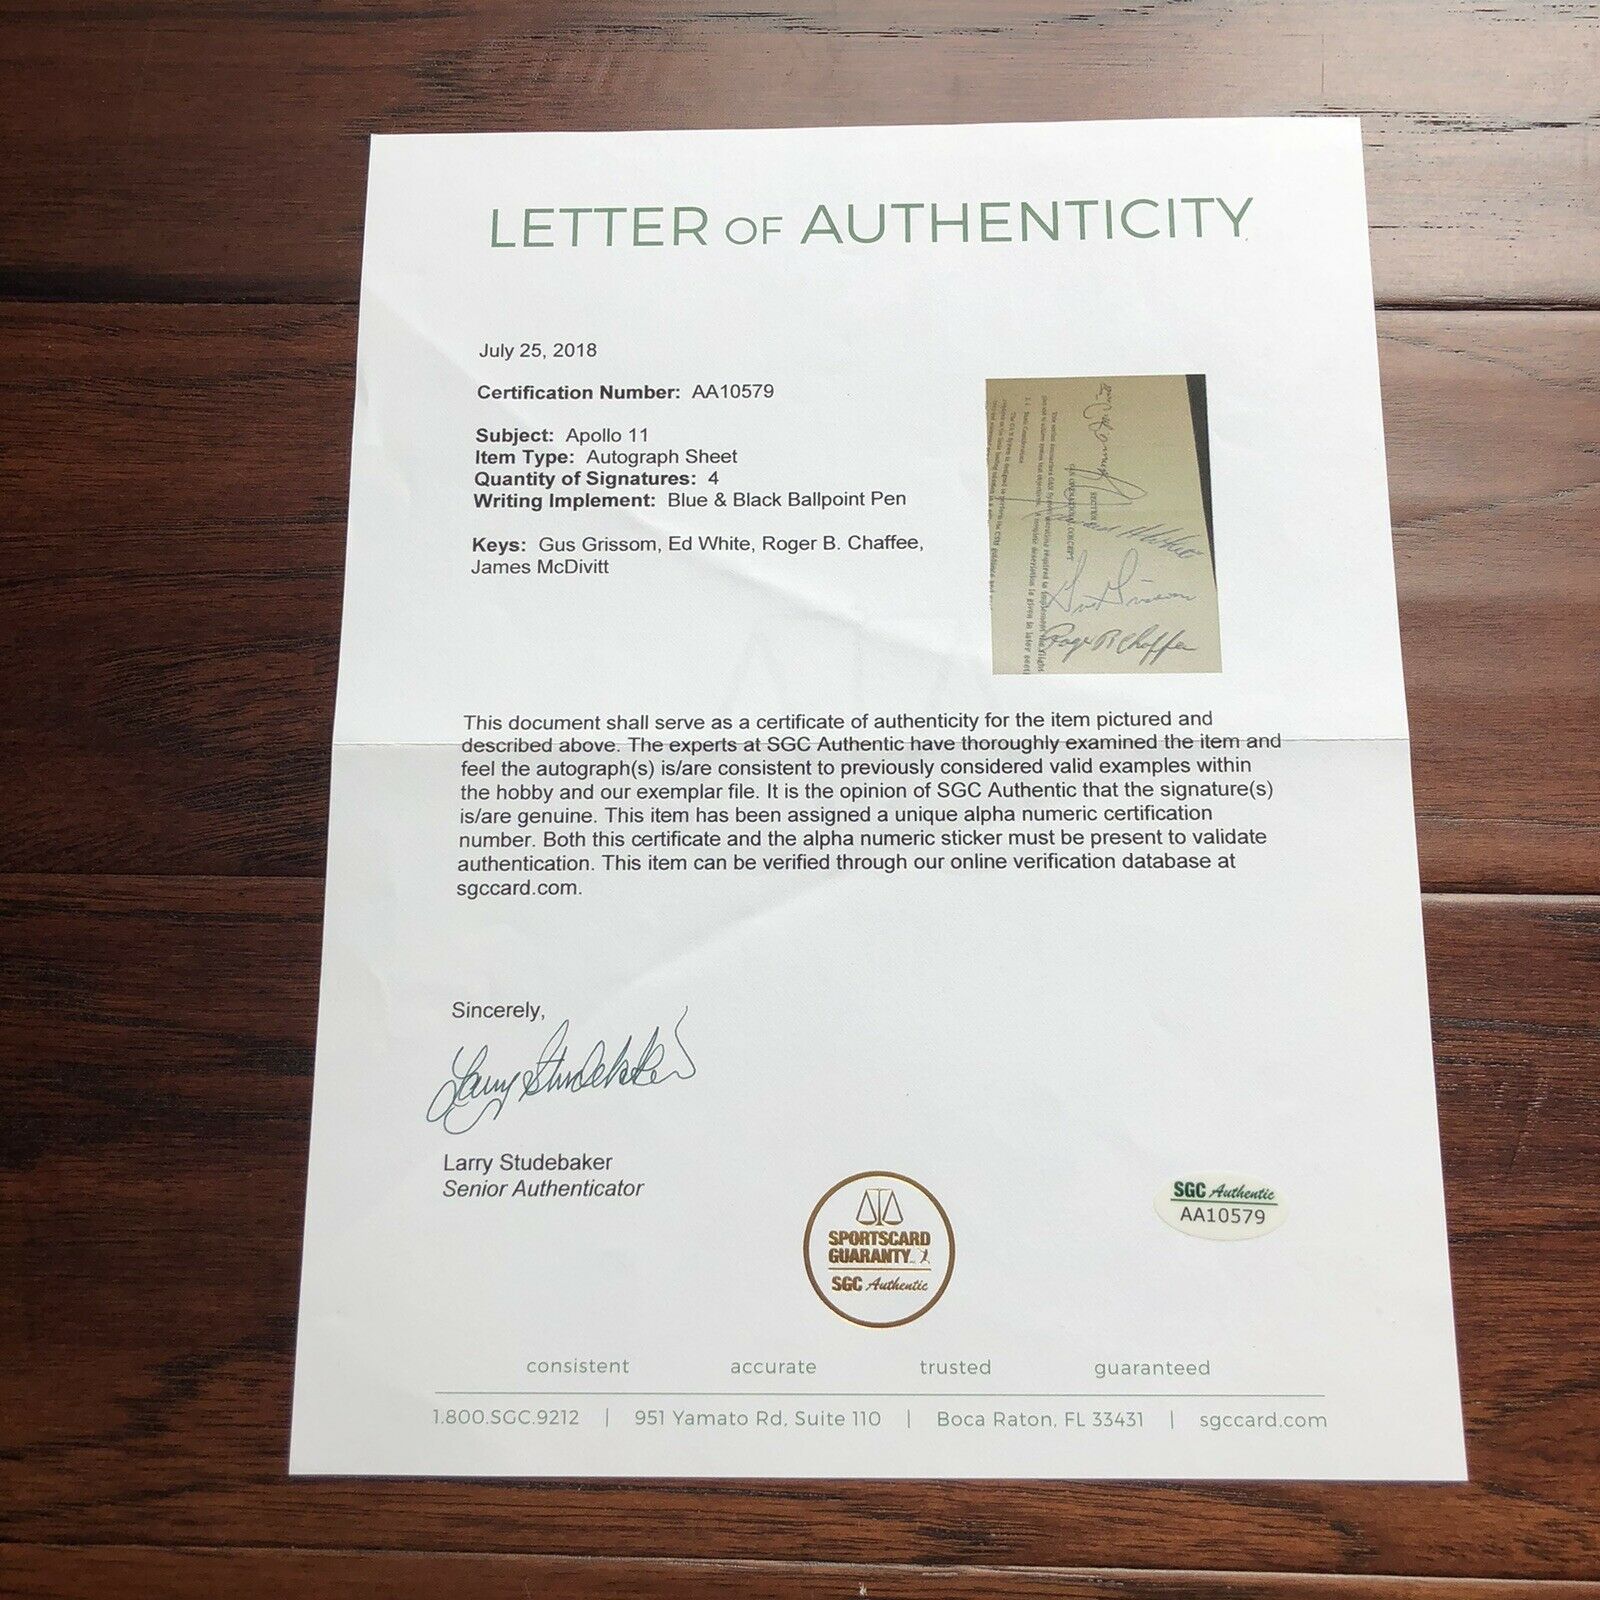 LETTER OF AUTHENTICITY
July 25, 2018
Certification Number: AA10579
Subject: Apollo 11
Item Type: Autograph Sheet
Quantity of Signatures: 4
Writing Implement: Blue & Black Ballpoint Pen
Keys: Gus Grissom, Ed White, Roger B. Chaffee,
James McDivitt
Edward H White
Gus Grissom
Roger B Chaffee
This document shall serve as a certificate of authenticity for the item pictured and
described above. The experts at SGC Authentic have thoroughly examined the item and
feel the autograph(s) is/are consistent to previously considered valid examples within
the hobby and our exemplar file. It is the opinion of SGC Authentic that the signature(s)
is/are genuine. This item has been assigned a unique alpha numeric certification
number. Both this certificate and the alpha numeric sticker must be present to validate
authentication. This item can be verified through our online verification database at
sgccard.com.
Sincerely,
Larry Studebaker
Larry Studebaker
Senior Authenticator
SPORTSCARD
GUARANTY
SGC Authentic
SGC Authentic
AA10579
consistent accurate trusted guaranteed
1.800.SGC.9212 | 951 Yamato Rd, Suite 110 | Boca Raton, FL 33431 | sgccard.com